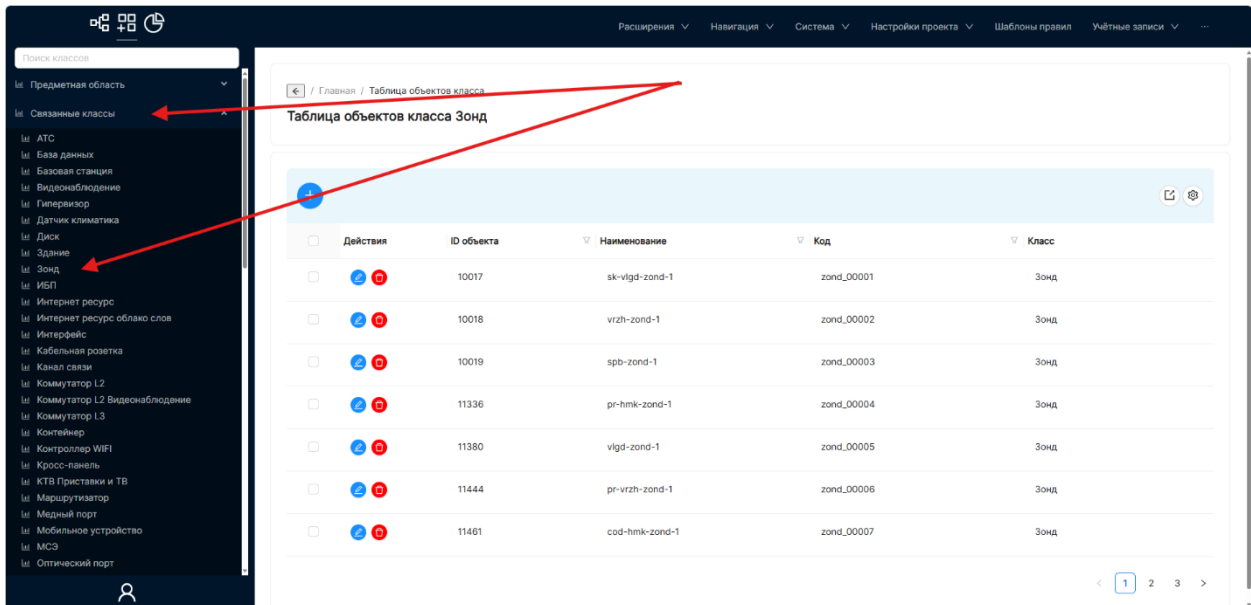 Расширения Навигация Система Настройки проекта Шаблоны правил Учётные записи ...
Поиск классов
Предметная область
Связанные классы
АТС
База данных
Базовая станция
Видеонаблюдение
Гипервизор
Датчик климатика
Диск
Здание
Зонд
ИБП
Интернет ресурс
Интернет ресурс облако слов
Интерфейс
Кабельная розетка
Канал связи
Коммутатор L2
Коммутатор L2 Видеонаблюдение
Коммутатор L3
Контейнер
Контроллер WIFI
Кросс-панель
КТВ Приставки и ТВ
Маршрутизатор
Медный порт
Мобильное устройство
МСЭ
Оптический порт
/ Главная / Таблица объектов класса
Таблица объектов класса Зонд
+
Действия ID объекта Наименование Код Класс
10017 sk-vlgd-zond-1 zond_00001 Зонд
10018 vrzh-zond-1 zond_00002 Зонд
10019 spb-zond-1 zond_00003 Зонд
11336 pr-hmk-zond-1 zond_00004 Зонд
11380 vlgd-zond-1 zond_00005 Зонд
11444 pr-vrzh-zond-1 zond_00006 Зонд
11461 cod-hmk-zond-1 zond_00007 Зонд
< 1 2 3 >